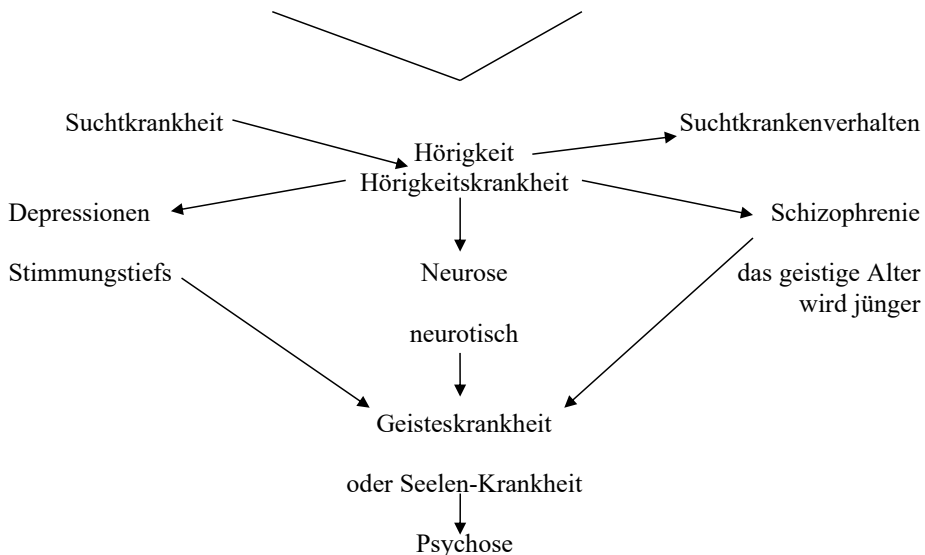 Suchtkrankheit
Suchtkrankenverhalten
Hörigkeit
Hörigkeitskrankheit
Depressionen
Schizophrenie
Stimmungstiefs
Neurose
das geistige Alter
wird jünger
neurotisch
Geisteskrankheit
oder Seelen-Krankheit
Psychose